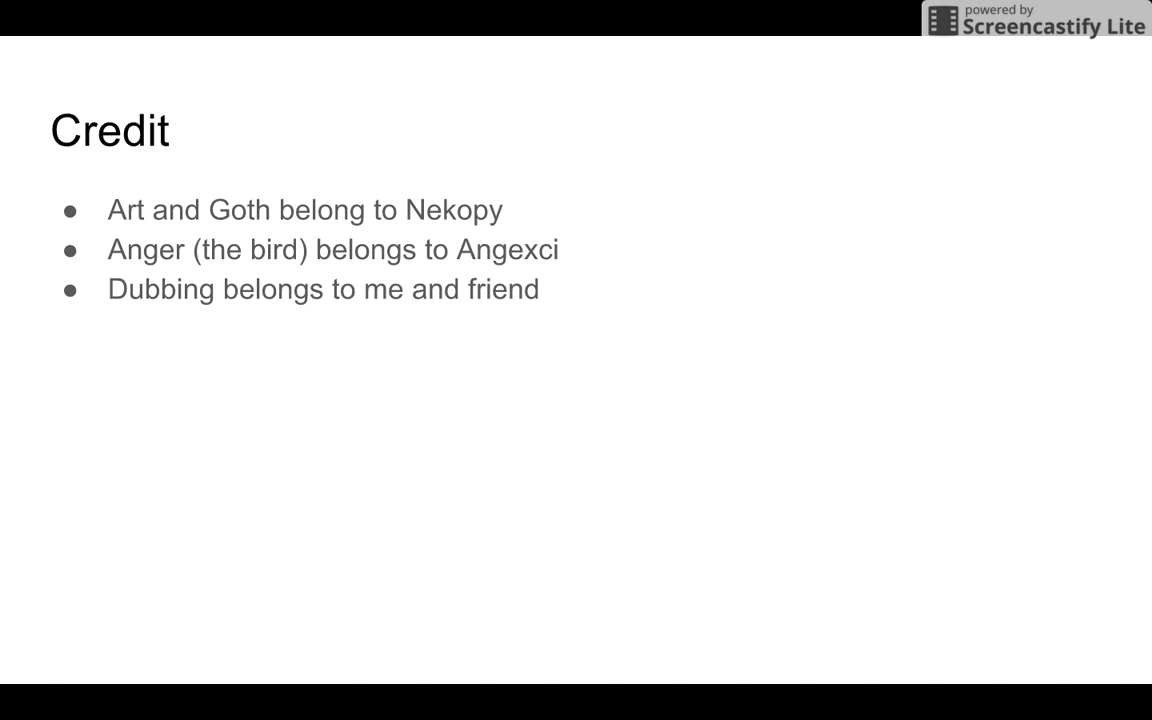 powered by
Screencastify Lite
Credit
● Art and Goth belong to Nekopy
● Anger (the bird) belongs to Angexci
● Dubbing belongs to me and friend